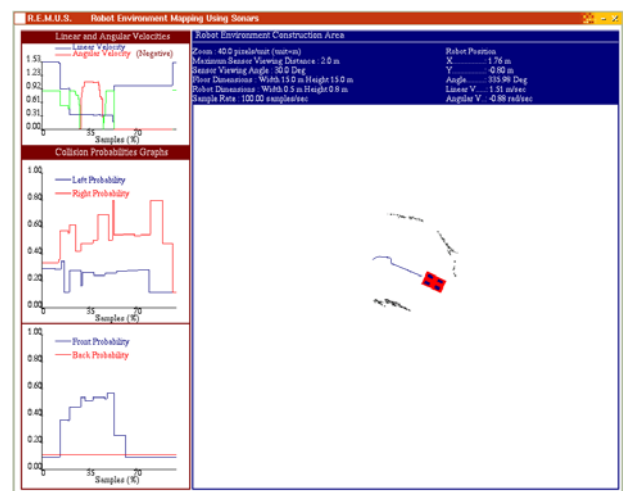 R.E.M.U.S. Robot Environment Mapping Using Sonars
Linear and Angular Velocities
Linear Velocity
Angular Velocity (Negative)
1.53
1.23
0.92
0.61
0.31
0.00
35 70
Samples (%)
Collision Probabilities Graphs
1.00
Left Probability
Right Probability
0.80
0.60
0.40
0.20
0.00
35 70
Samples (%)
1.00
Front Probability
Back Probability
0.80
0.60
0.40
0.20
0.00
35 70
Samples (%)
Robot Environment Construction Area
Zoom : 40.0 pixels/unit (unit=m)
Maximum Sensor Viewing Distance : 2.0 m
Sensor Viewing Angle : 30.0 Deg
Floor Dimensions : Width 15.0 m Height 15.0 m
Robot Dimensions : Width 0.5 m Height 0.8 m
Sample Rate : 100.00 samples/sec
Robot Position
X............: 1.76 m
Y............: -0.80 m
Angle........: 335.98 Deg
Linear V....: 1.51 m/sec
Angular V..: -0.88 rad/sec